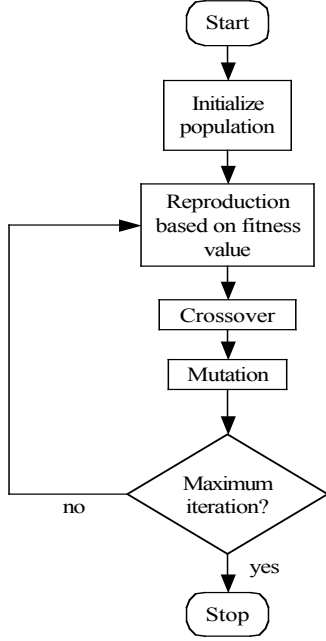 Start
Initialize
population
Reproduction
based on fitness
value
Crossover
Mutation
Maximum
iteration?
no
yes
Stop